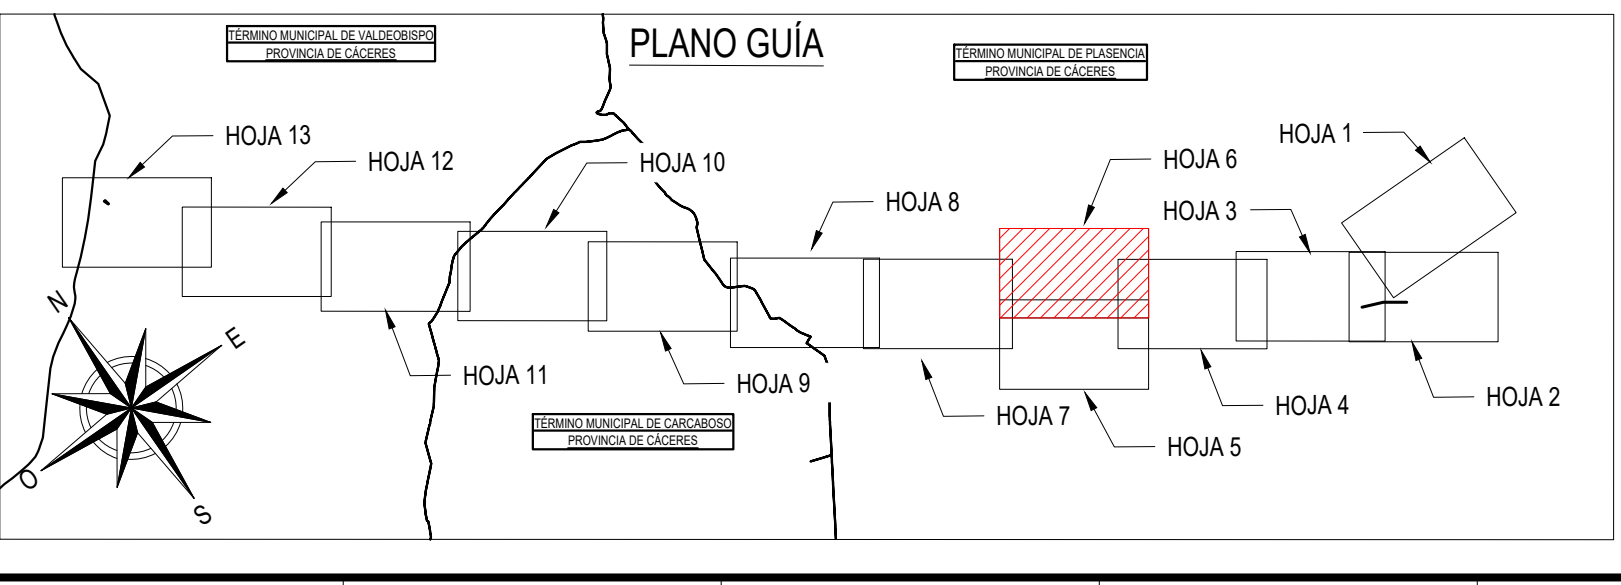 TÉRMINO MUNICIPAL DE VALDEOBISPO
PROVINCIA DE CÁCERES
PLANO GUÍA
TÉRMINO MUNICIPAL DE PLASENCIA
PROVINCIA DE CÁCERES
HOJA 13
HOJA 12
HOJA 10
HOJA 8
HOJA 6
HOJA 1
HOJA 3
HOJA 11
HOJA 9
HOJA 7
HOJA 5
HOJA 4
HOJA 2
TÉRMINO MUNICIPAL DE CARCABOSO
PROVINCIA DE CÁCERES
N
E
O
S